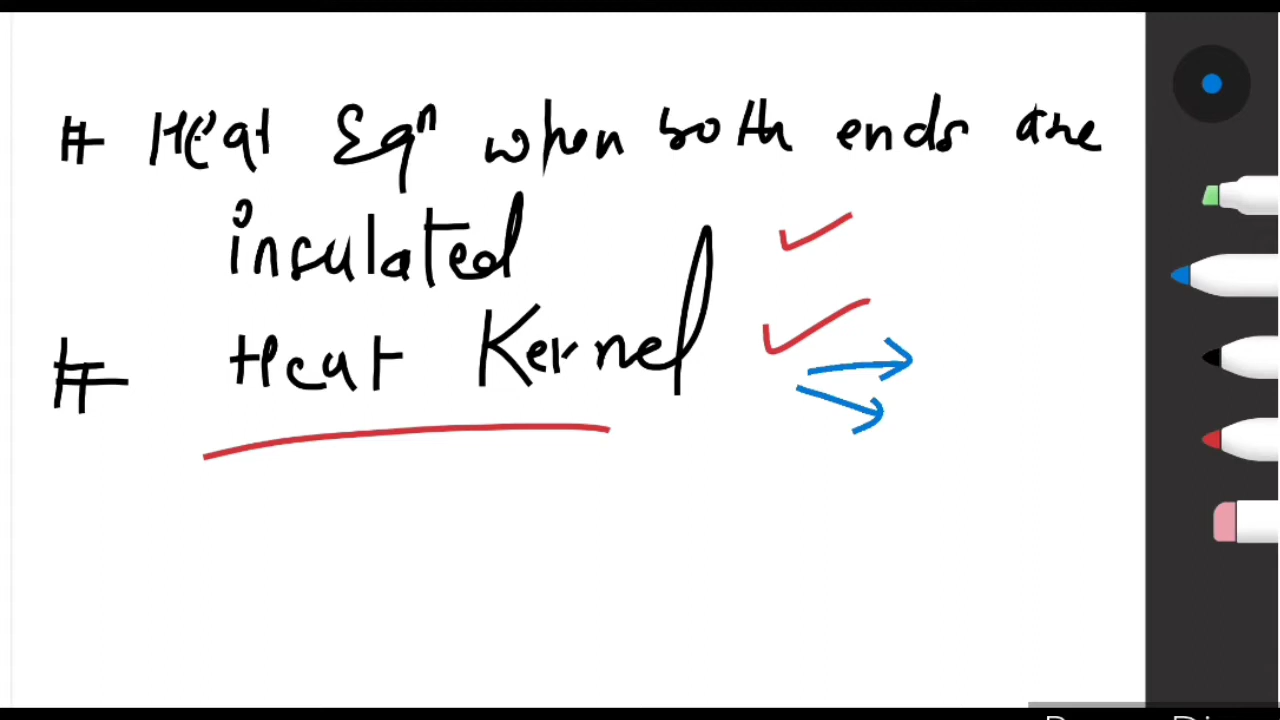 # Heat Eqⁿ when both ends are
insulated
# Heat Kernel